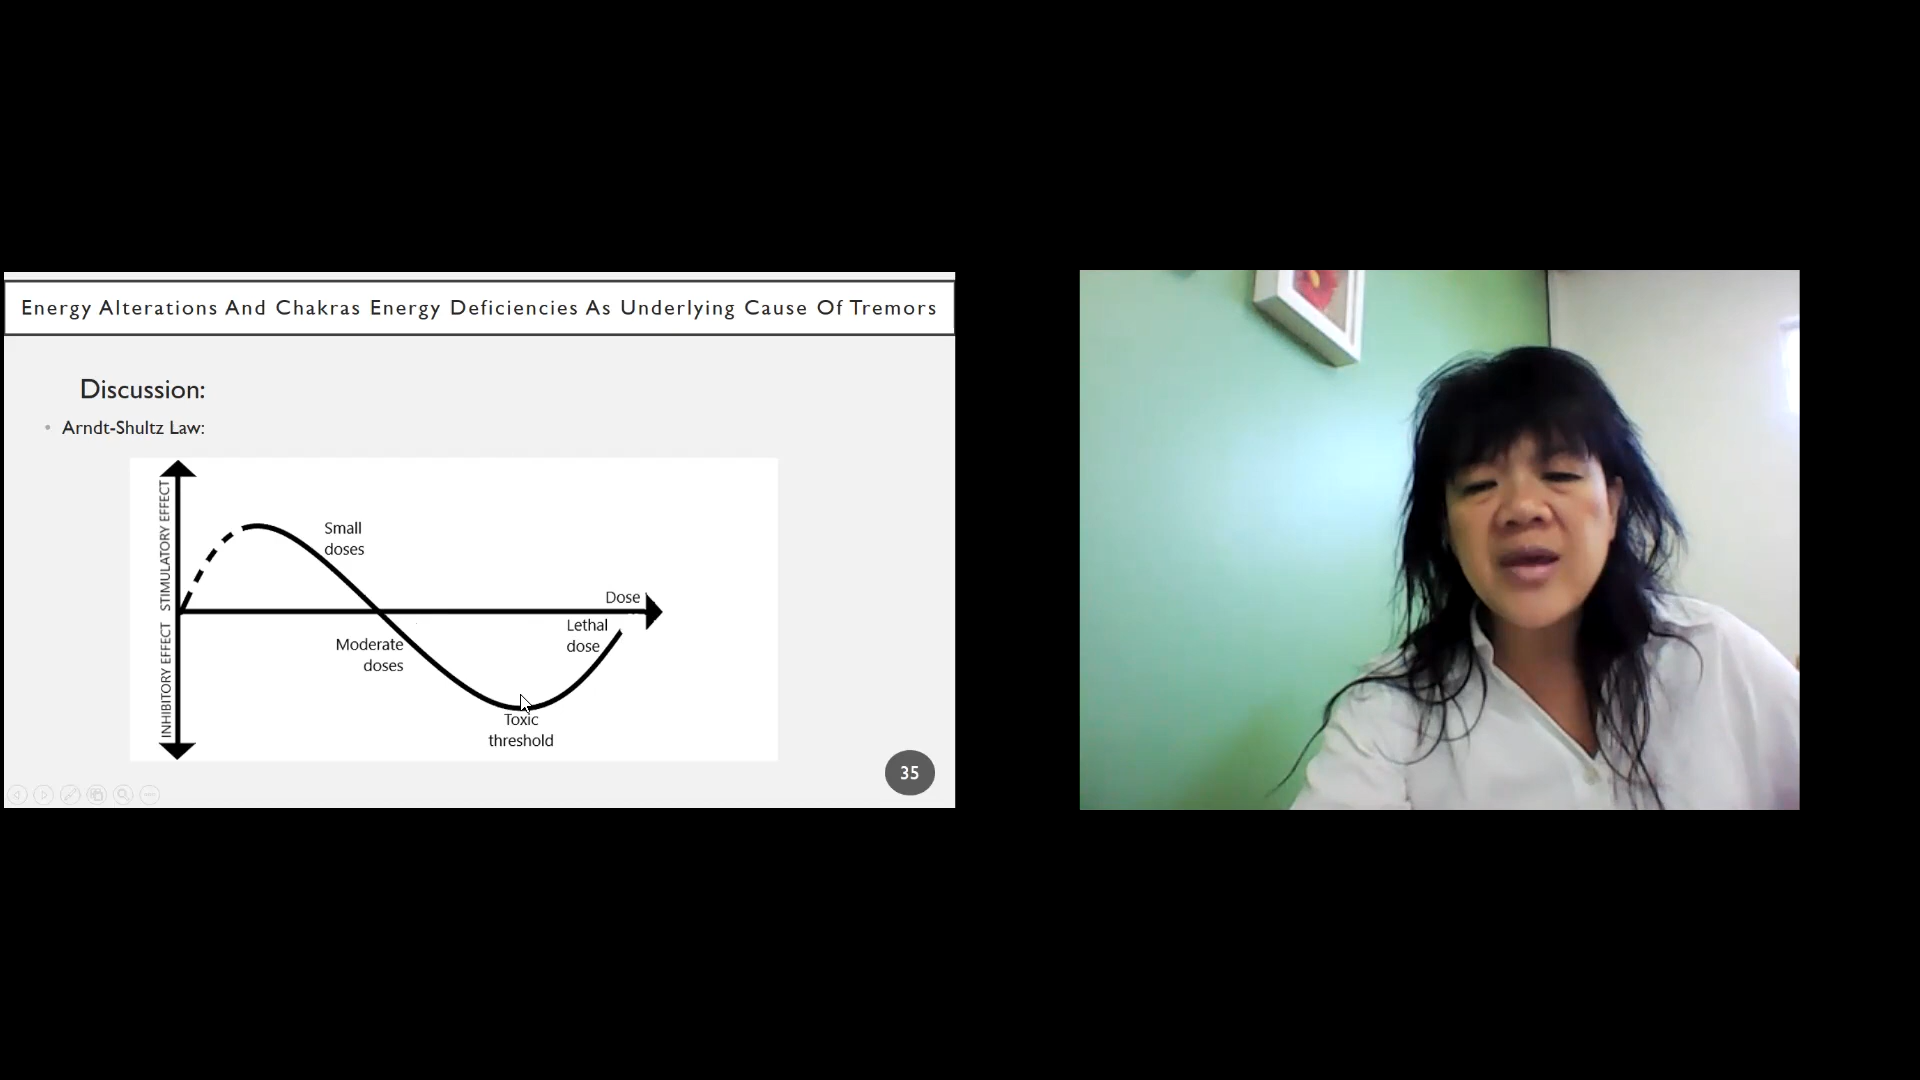 Energy Alterations And Chakras Energy Deficiencies As Underlying Cause Of Tremors
Discussion:
• Arndt-Shultz Law:
STIMULATORY EFFECT
INHIBITORY EFFECT
Small
doses
Dose
Lethal
dose
Moderate
doses
Toxic
threshold
35